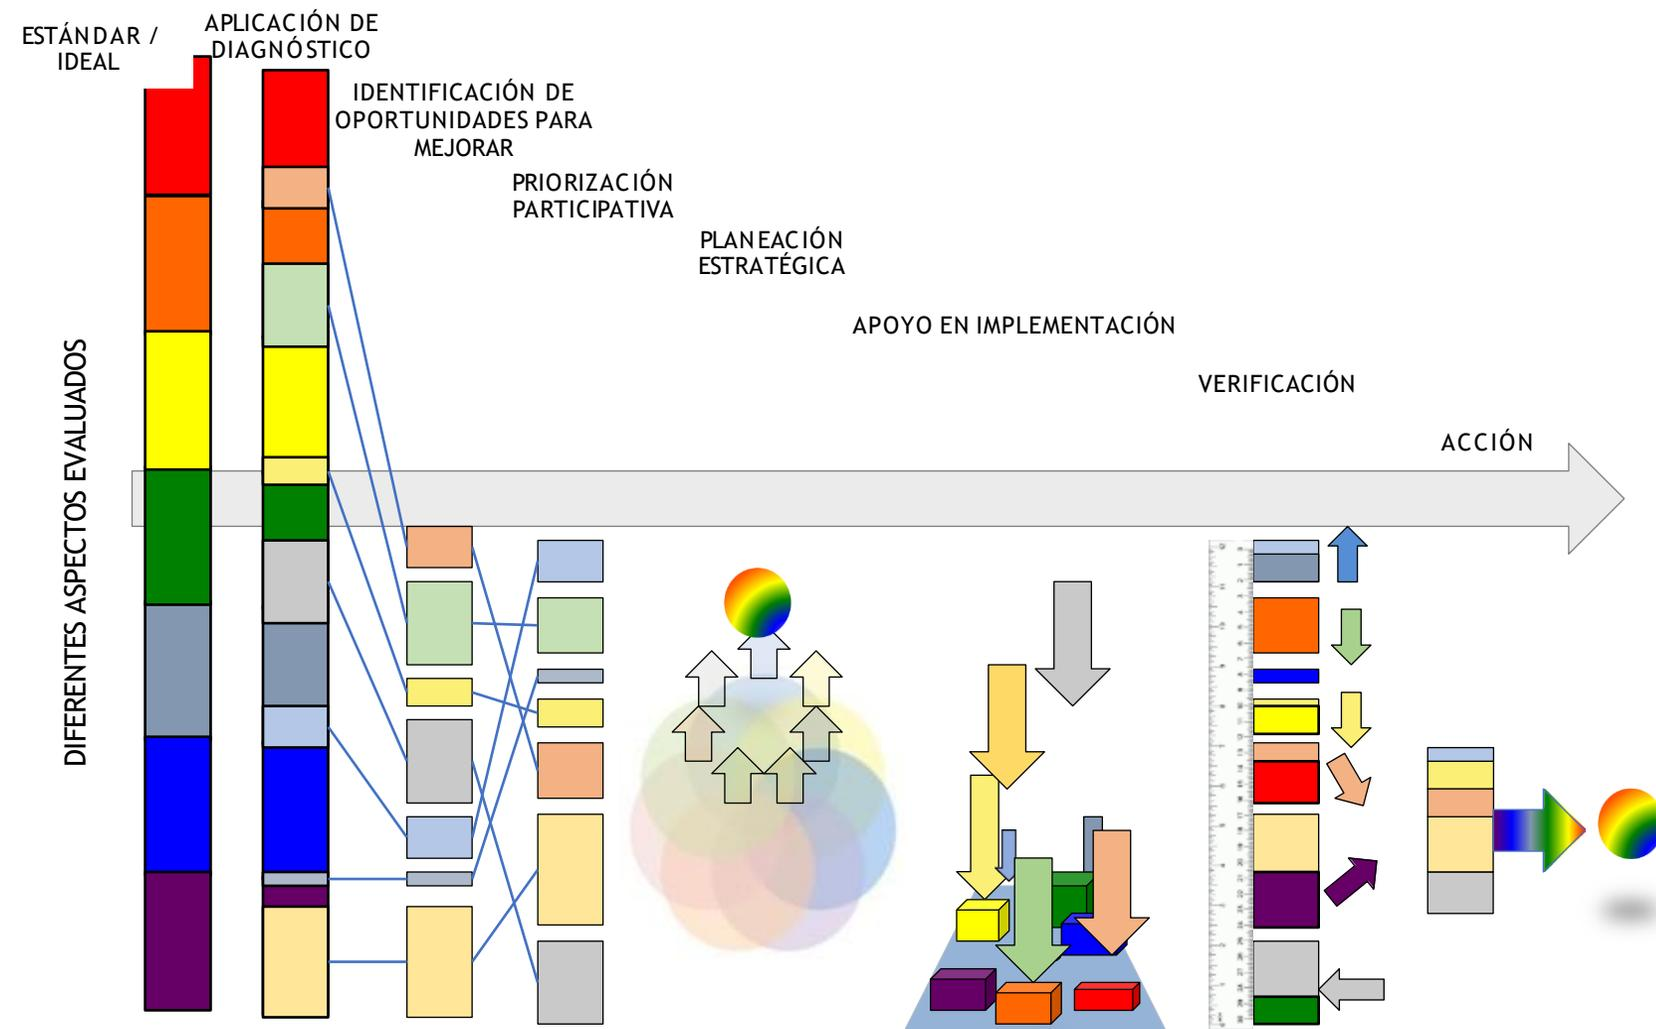 ESTÁNDAR /
IDEAL
APLICACIÓN DE
DIAGNÓSTICO
IDENTIFICACIÓN DE
OPORTUNIDADES PARA
MEJORAR
PRIORIZACIÓN
PARTICIPATIVA
PLANEACIÓN
ESTRATÉGICA
APOYO EN IMPLEMENTACIÓN
VERIFICACIÓN
ACCIÓN
DIFERENTES ASPECTOS EVALUADOS